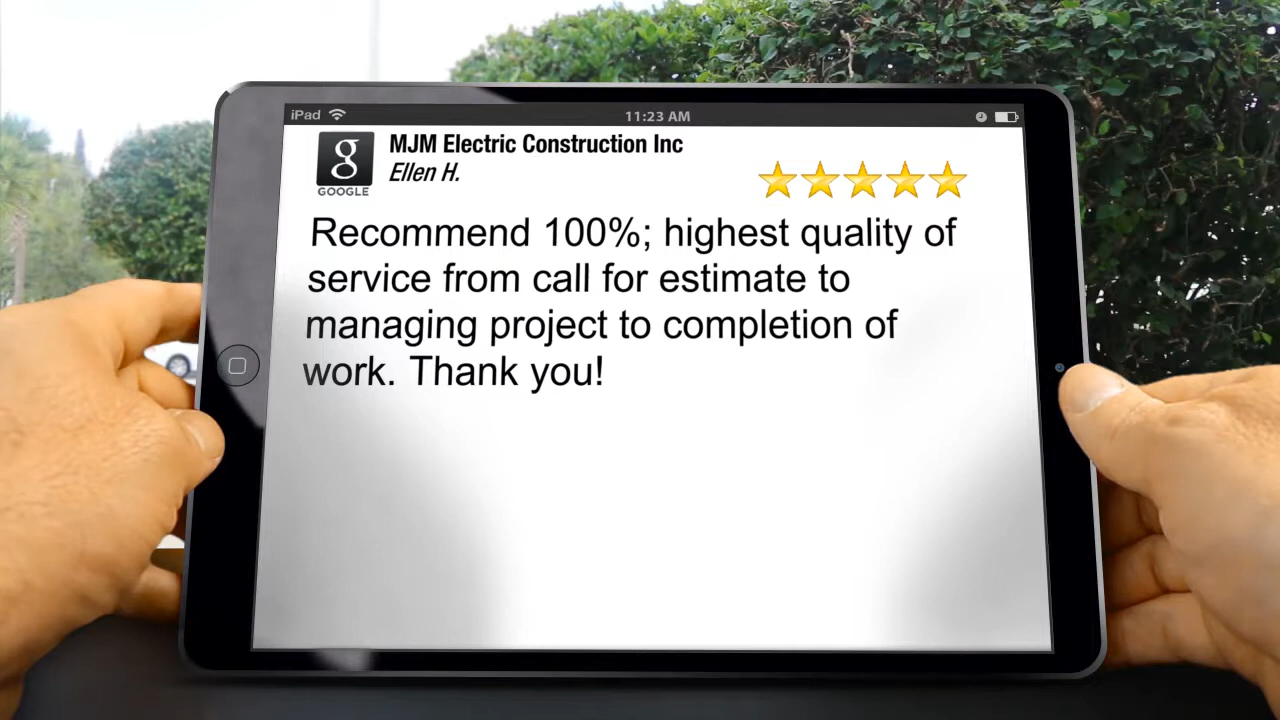 iPad 11:23 AM
g
GOOGLE
MJM Electric Construction Inc
Ellen H.
Recommend 100%; highest quality of
service from call for estimate to
managing project to completion of
work. Thank you!